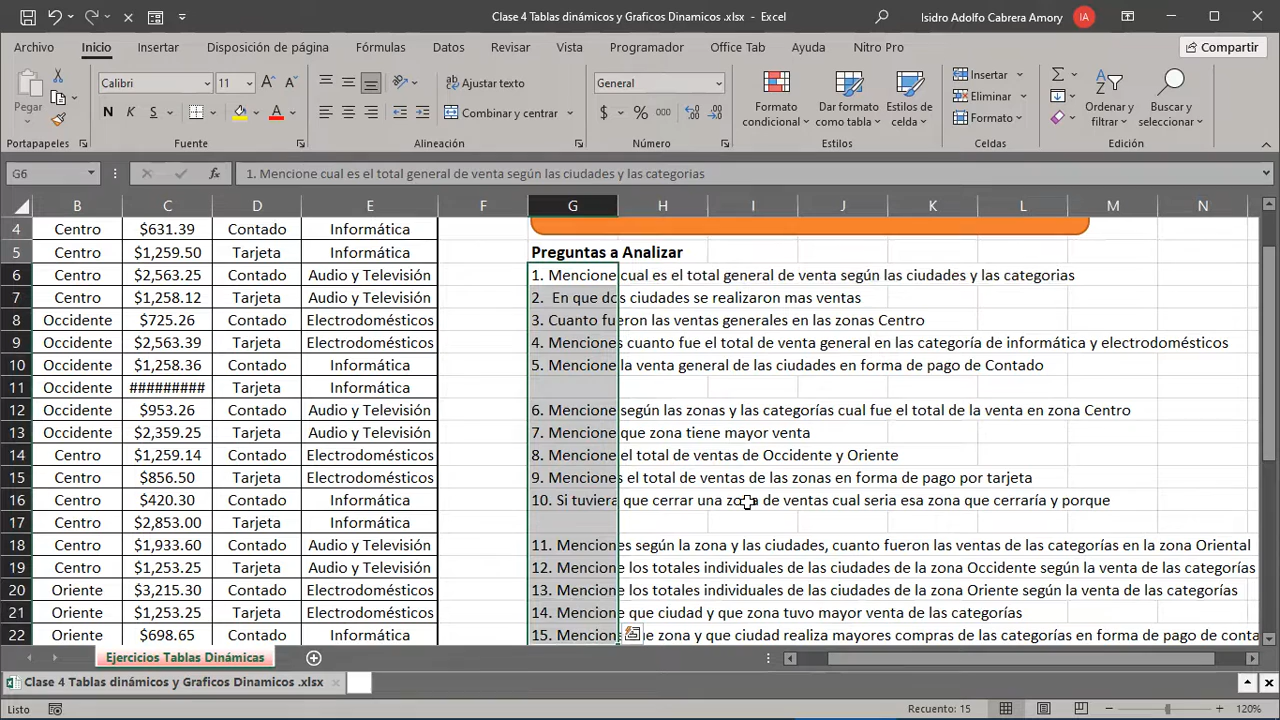 Clase 4 Tablas dinámicos y Graficos Dinamicos .xlsx - Excel
Isidro Adolfo Cabrera Amory IA
Archivo Inicio Insertar Disposición de página Fórmulas Datos Revisar Vista Programador Office Tab Ayuda Nitro Pro Compartir
Calibri 11 Ajustar texto General Insertar
Pegar N K S Combinar y centrar $ % 000 Formato condicional Dar formato como tabla Estilos de celda Eliminar Formato Ordenar y filtrar Buscar y seleccionar
Portapapeles Fuente Alineación Número Estilos Celdas Edición
G6 fx 1. Mencione cual es el total general de venta según las ciudades y las categorias
B C D E F G H I J K L M N
4 Centro $631.39 Contado Informática
5 Centro $1,259.50 Tarjeta Informática Preguntas a Analizar
6 Centro $2,563.25 Contado Audio y Televisión 1. Mencione cual es el total general de venta según las ciudades y las categorias
7 Centro $1,258.12 Tarjeta Audio y Televisión 2. En que dos ciudades se realizaron mas ventas
8 Occidente $725.26 Contado Electrodomésticos 3. Cuanto fueron las ventas generales en las zonas Centro
9 Occidente $2,563.39 Tarjeta Electrodomésticos 4. Menciones cuanto fue el total de venta general en las categoría de informática y electrodomésticos
10 Occidente $1,258.36 Contado Informática 5. Mencione la venta general de las ciudades en forma de pago de Contado
11 Occidente ######### Tarjeta Informática
12 Occidente $953.26 Contado Audio y Televisión 6. Mencione según las zonas y las categorías cual fue el total de la venta en zona Centro
13 Occidente $2,359.25 Tarjeta Audio y Televisión 7. Mencione que zona tiene mayor venta
14 Centro $1,259.14 Contado Electrodomésticos 8. Mencione el total de ventas de Occidente y Oriente
15 Centro $856.50 Tarjeta Electrodomésticos 9. Menciones el total de ventas de las zonas en forma de pago por tarjeta
16 Centro $420.30 Contado Informática 10. Si tuviera que cerrar una zona de ventas cual seria esa zona que cerraría y porque
17 Centro $2,853.00 Tarjeta Informática
18 Centro $1,933.60 Contado Audio y Televisión 11. Menciones según la zona y las ciudades, cuanto fueron las ventas de las categorías en la zona Oriental
19 Centro $1,253.25 Tarjeta Audio y Televisión 12. Mencione los totales individuales de las ciudades de la zona Occidente según la venta de las categorías
20 Oriente $3,215.30 Contado Electrodomésticos 13. Mencione los totales individuales de las ciudades de la zona Oriente según la venta de las categorías
21 Oriente $1,253.25 Tarjeta Electrodomésticos 14. Mencione que ciudad y que zona tuvo mayor venta de las categorías
22 Oriente $698.65 Contado Informática 15. Mencion e zona y que ciudad realiza mayores compras de las categorías en forma de pago de conta
Ejercicios Tablas Dinámicas
Clase 4 Tablas dinámicos y Graficos Dinamicos .xlsx
Listo Recuento: 15 120%